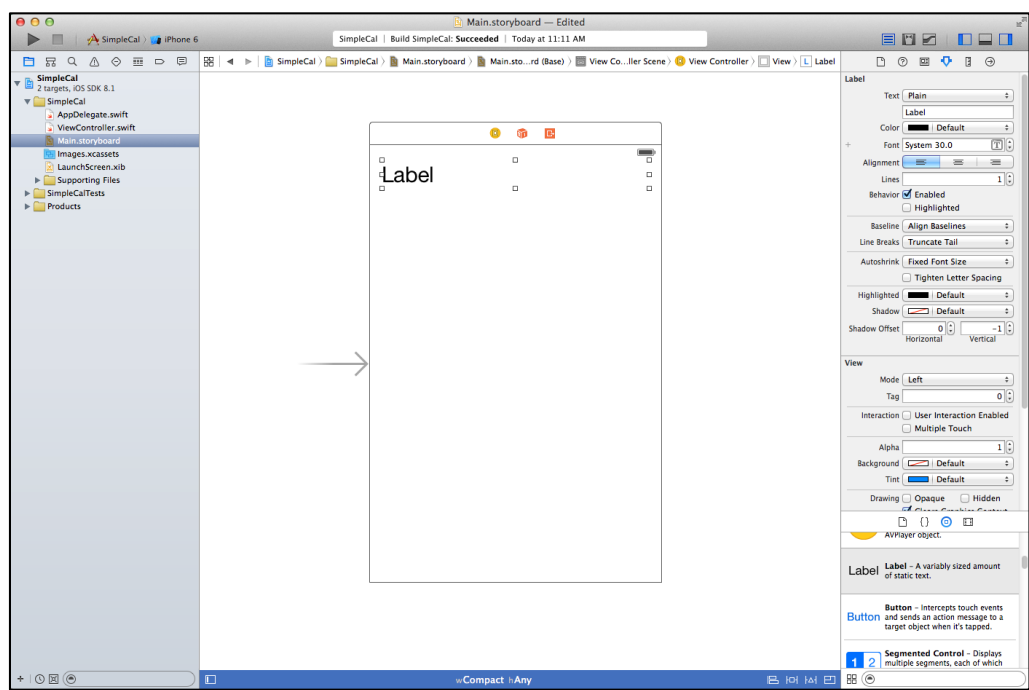 Main.storyboard — Edited
SimpleCal 〉 iPhone 6
SimpleCal | Build SimpleCal: Succeeded | Today at 11:11 AM
SimpleCal 〉 SimpleCal 〉 Main.storyboard 〉 Main.sto...rd (Base) 〉 View Co...ller Scene 〉 View Controller 〉 View 〉 L Label
SimpleCal
2 targets, iOS SDK 8.1
SimpleCal
AppDelegate.swift
ViewController.swift
Main.storyboard
Images.xcassets
LaunchScreen.xib
Supporting Files
SimpleCalTests
Products
Label
wCompact hAny
Label
Text Plain
Label
Color Default
Font System 30.0 T
Alignment
Lines 1
Behavior Enabled
Highlighted
Baseline Align Baselines
Line Breaks Truncate Tail
Autoshrink Fixed Font Size
Tighten Letter Spacing
Highlighted Default
Shadow Default
Shadow Offset 0 -1
Horizontal Vertical
View
Mode Left
Tag 0
Interaction User Interaction Enabled
Multiple Touch
Alpha 1
Background Default
Tint Default
Drawing Opaque Hidden
Clears Graphics Context
{}
AVPlayer object.
Label Label – A variably sized amount
of static text.
Button – Intercepts touch events
Button and sends an action message to a
target object when it's tapped.
Segmented Control – Displays
1 2 multiple segments, each of which